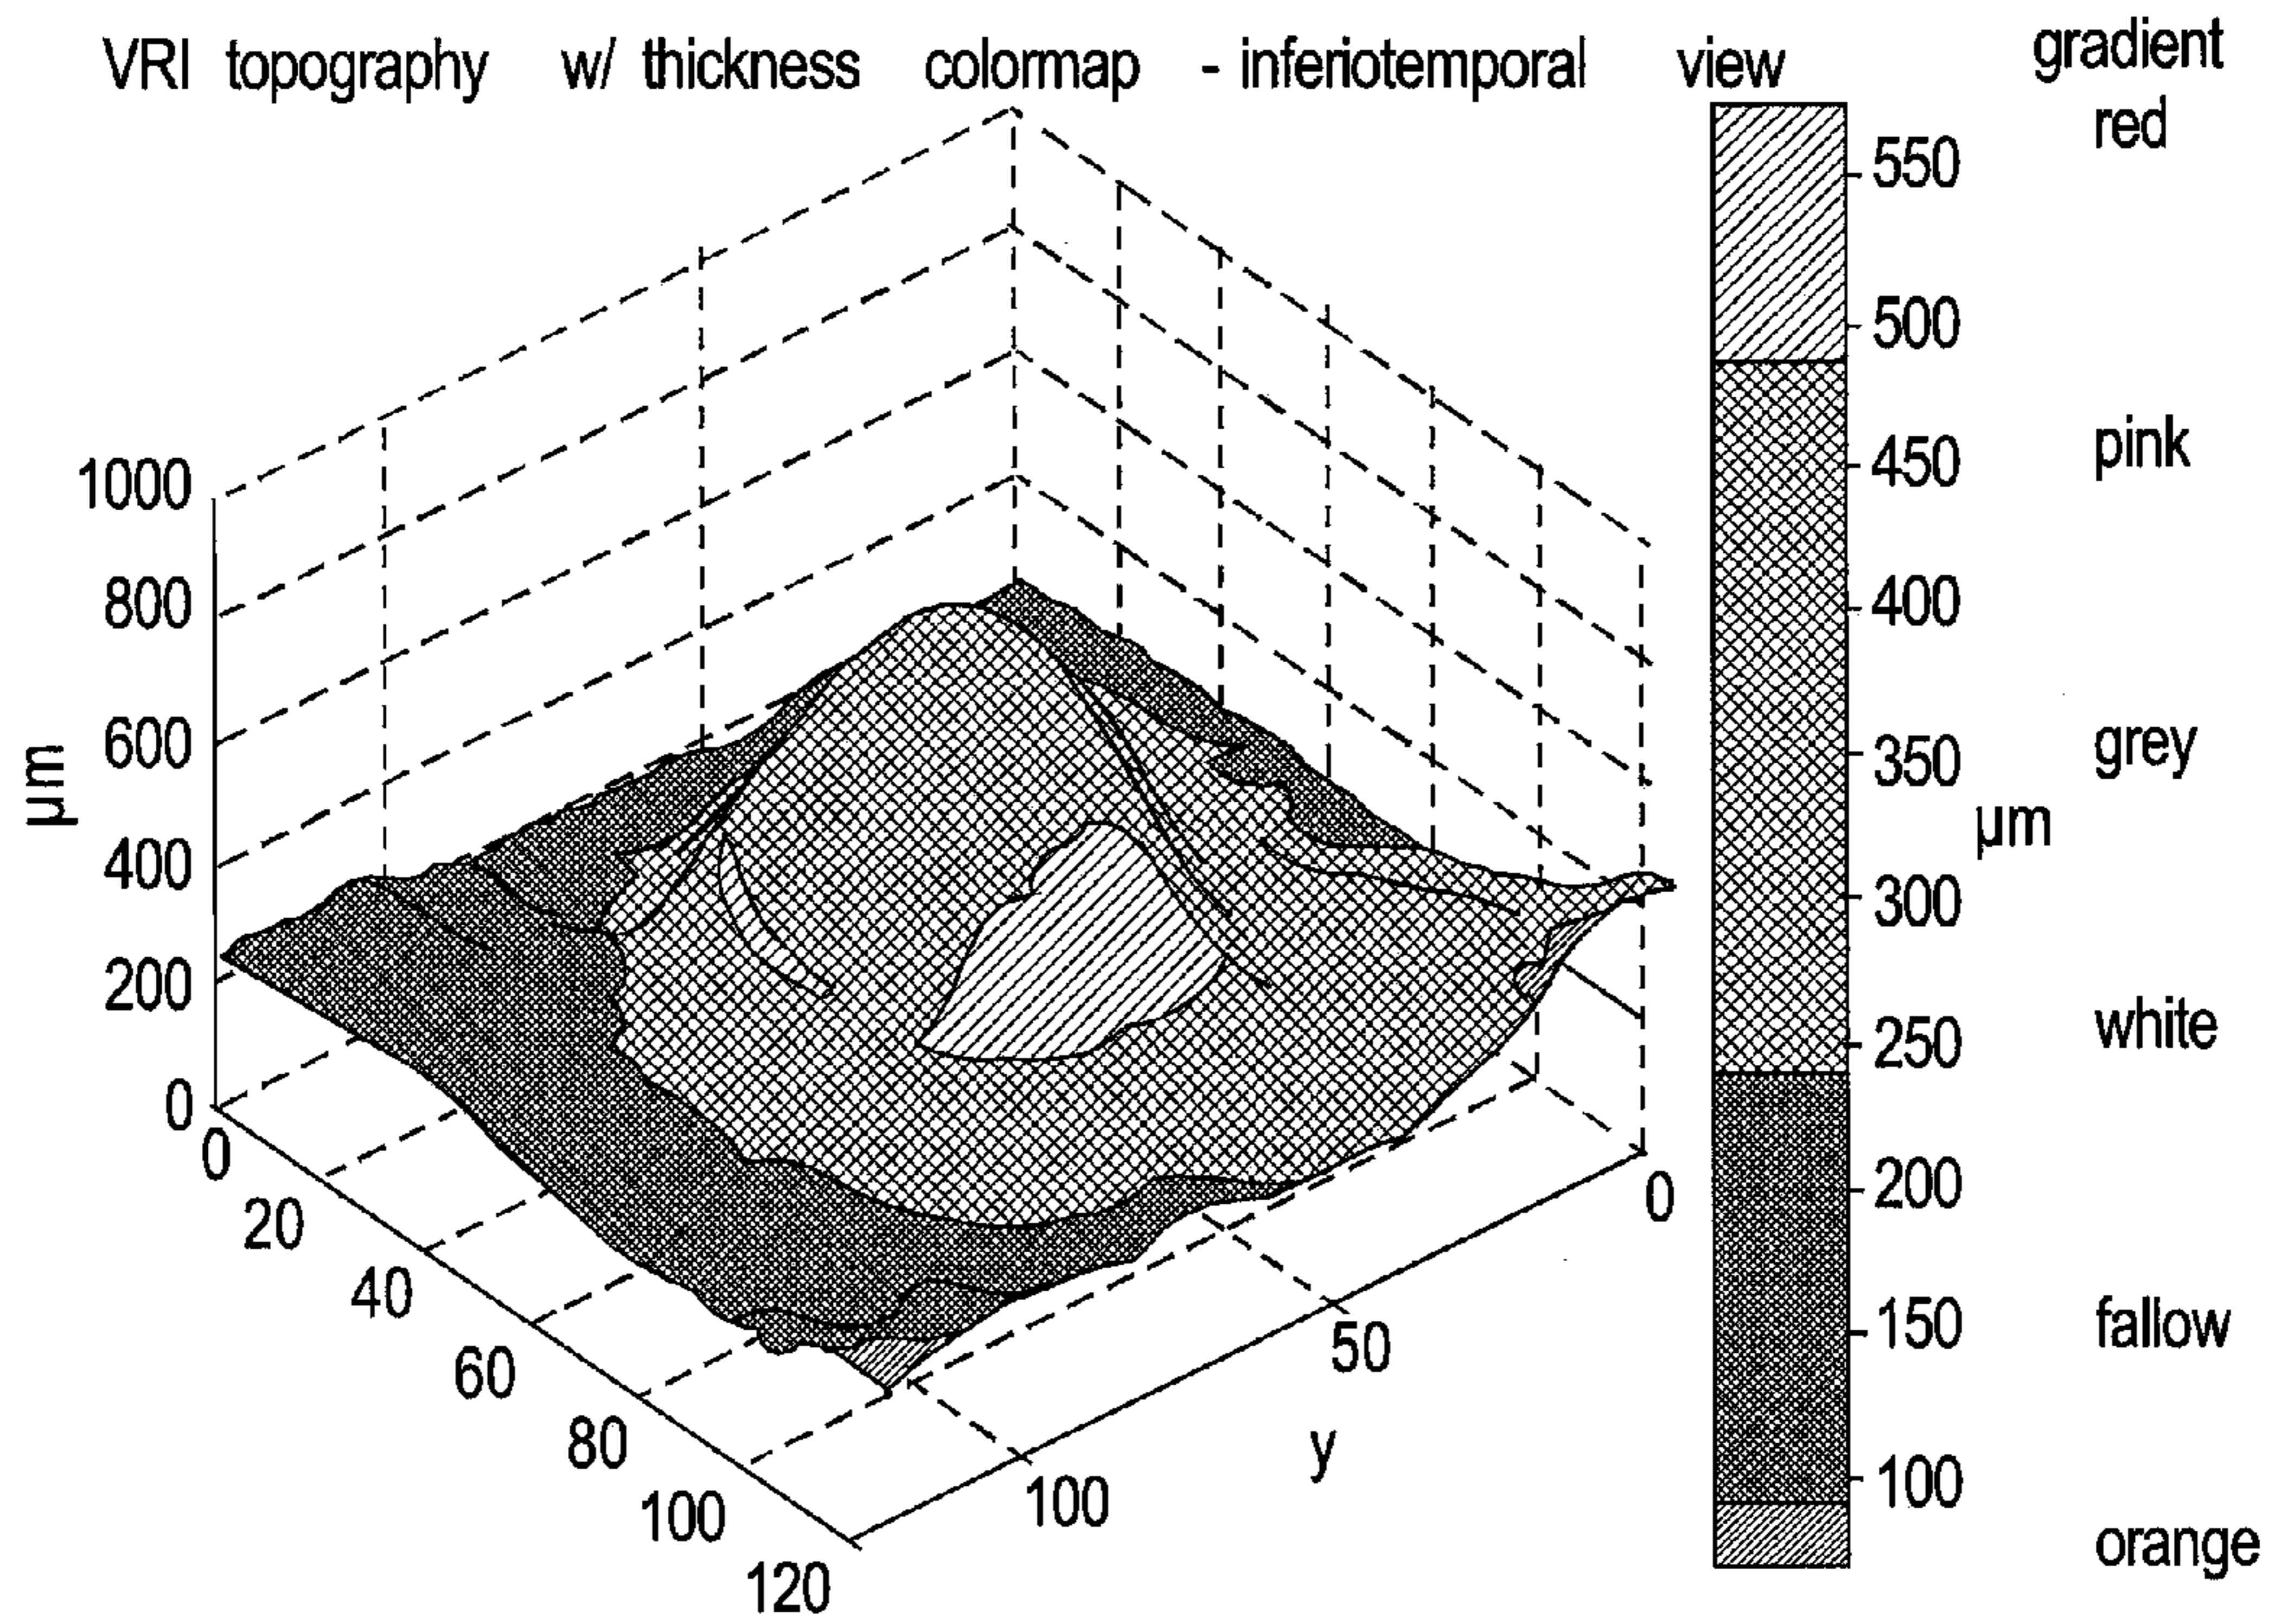 VRI topography w/ thickness colormap - inferiotemporal view
gradient
red
pink
grey
white
fallow
orange
550
500
450
400
350
300
250
200
150
100
µm
1000
800
600
400
200
0
µm
0
20
40
60
80
100
120
100
50
0
y